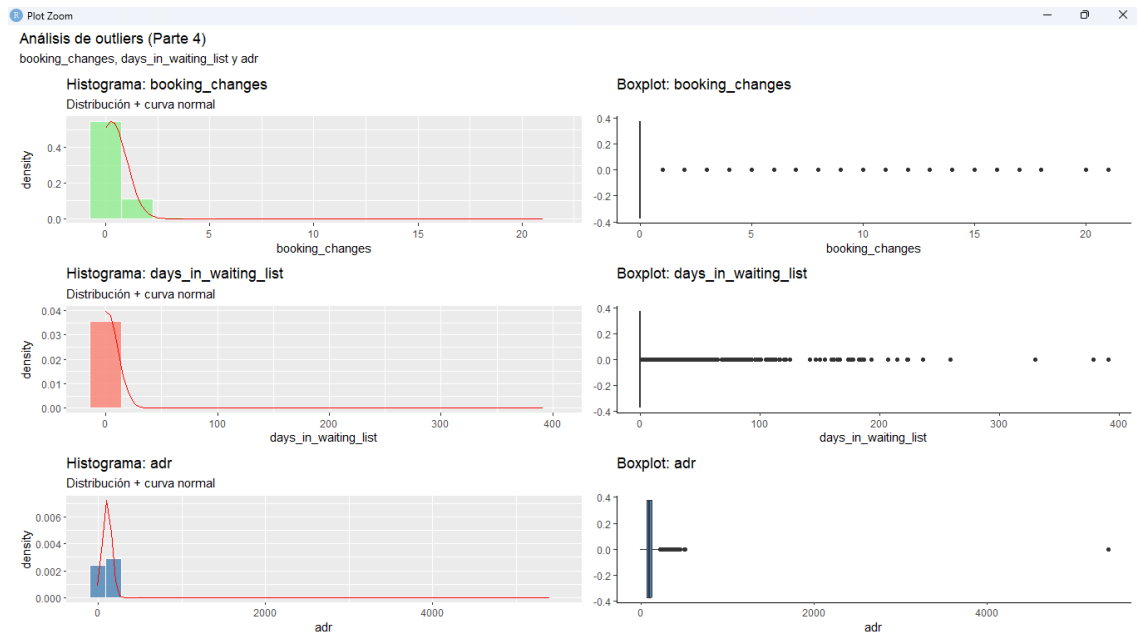 R Plot Zoom
Análisis de outliers (Parte 4)
booking_changes, days_in_waiting_list y adr
Histograma: booking_changes
Distribución + curva normal
density
0.4
0.2
0.0
0 5 10 15 20
booking_changes
Boxplot: booking_changes
0.4
0.2
0.0
-0.2
-0.4
0 5 10 15 20
booking_changes
Histograma: days_in_waiting_list
Distribución + curva normal
density
0.04
0.03
0.02
0.01
0.00
0 100 200 300 400
days_in_waiting_list
Boxplot: days_in_waiting_list
0.4
0.2
0.0
-0.2
-0.4
0 100 200 300 400
days_in_waiting_list
Histograma: adr
Distribución + curva normal
density
0.006
0.004
0.002
0.000
0 2000 4000
adr
Boxplot: adr
0.4
0.2
0.0
-0.2
-0.4
0 2000 4000
adr